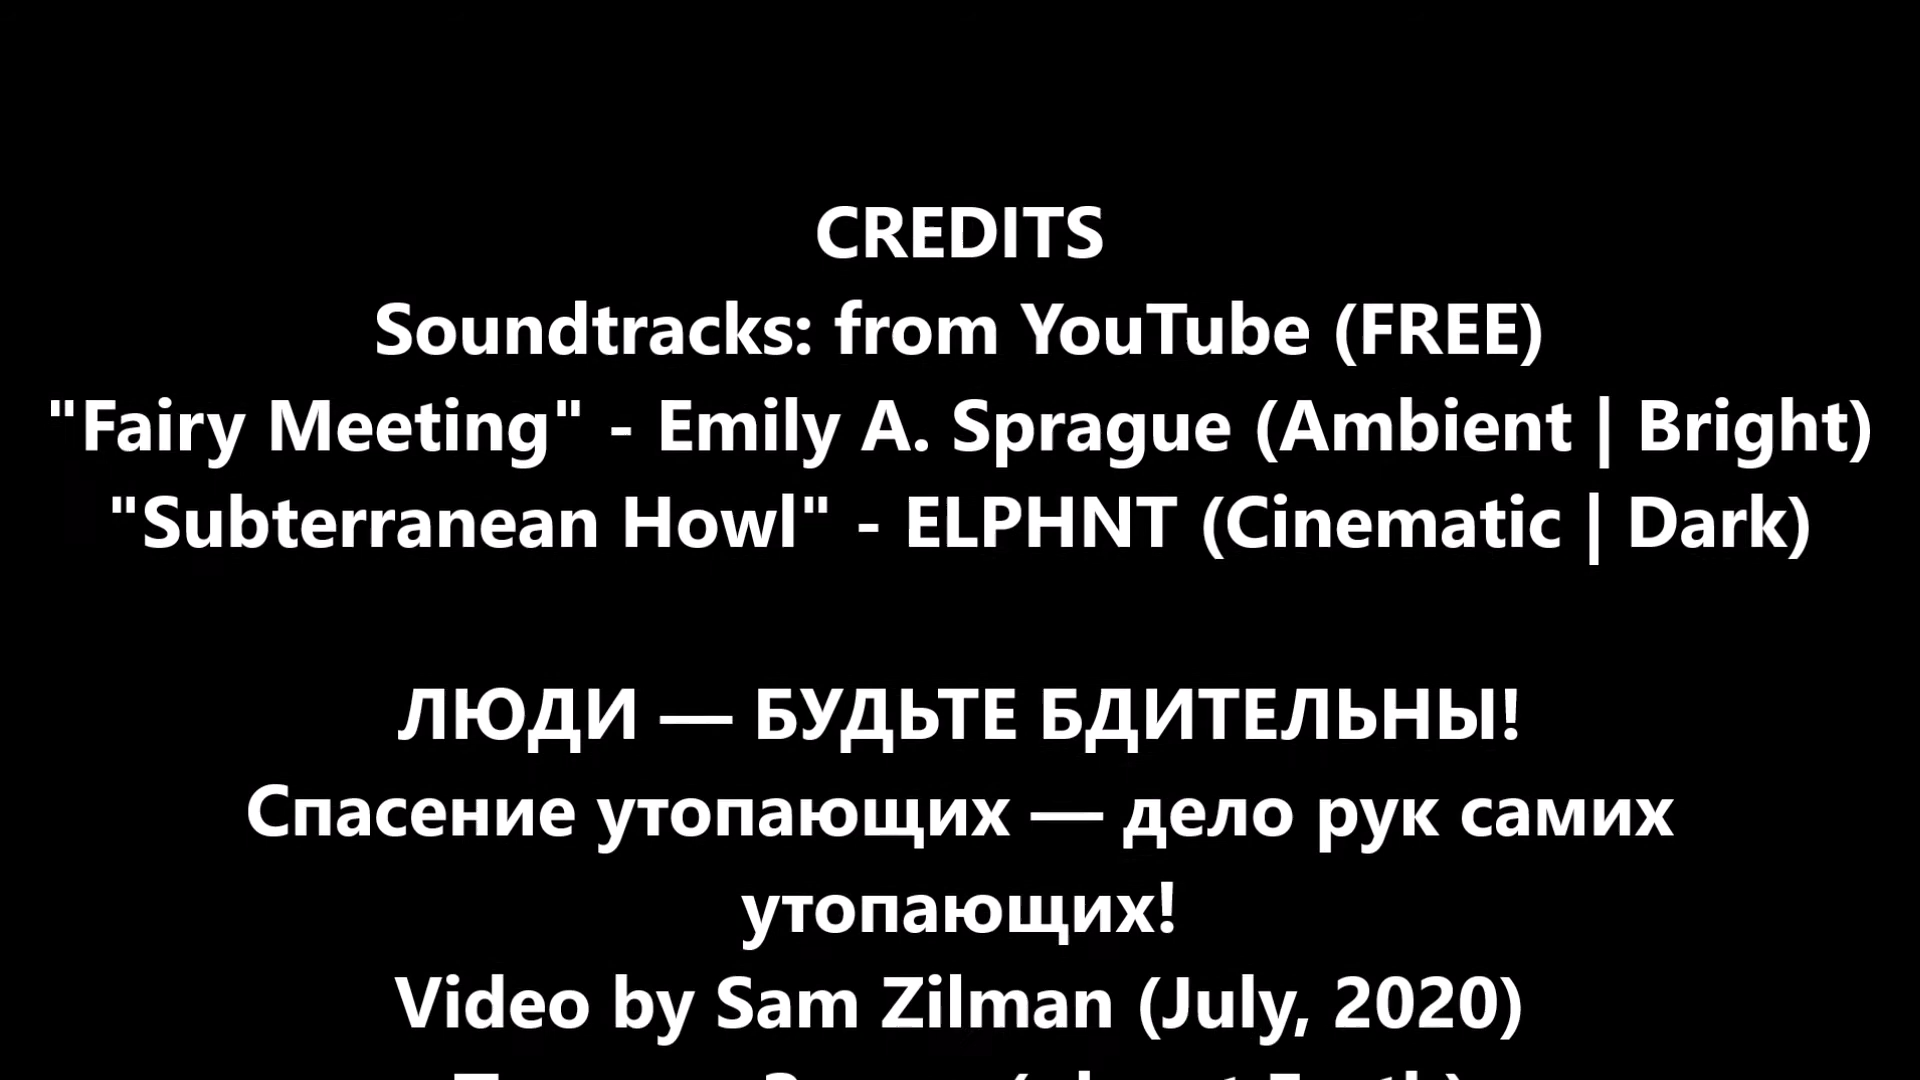 CREDITS
Soundtracks: from YouTube (FREE)
"Fairy Meeting" - Emily A. Sprague (Ambient | Bright)
"Subterranean Howl" - ELPHNT (Cinematic | Dark)
ЛЮДИ — БУДЬТЕ БДИТЕЛЬНЫ!
Спасение утопающих — дело рук самих
утопающих!
Video by Sam Zilman (July, 2020)